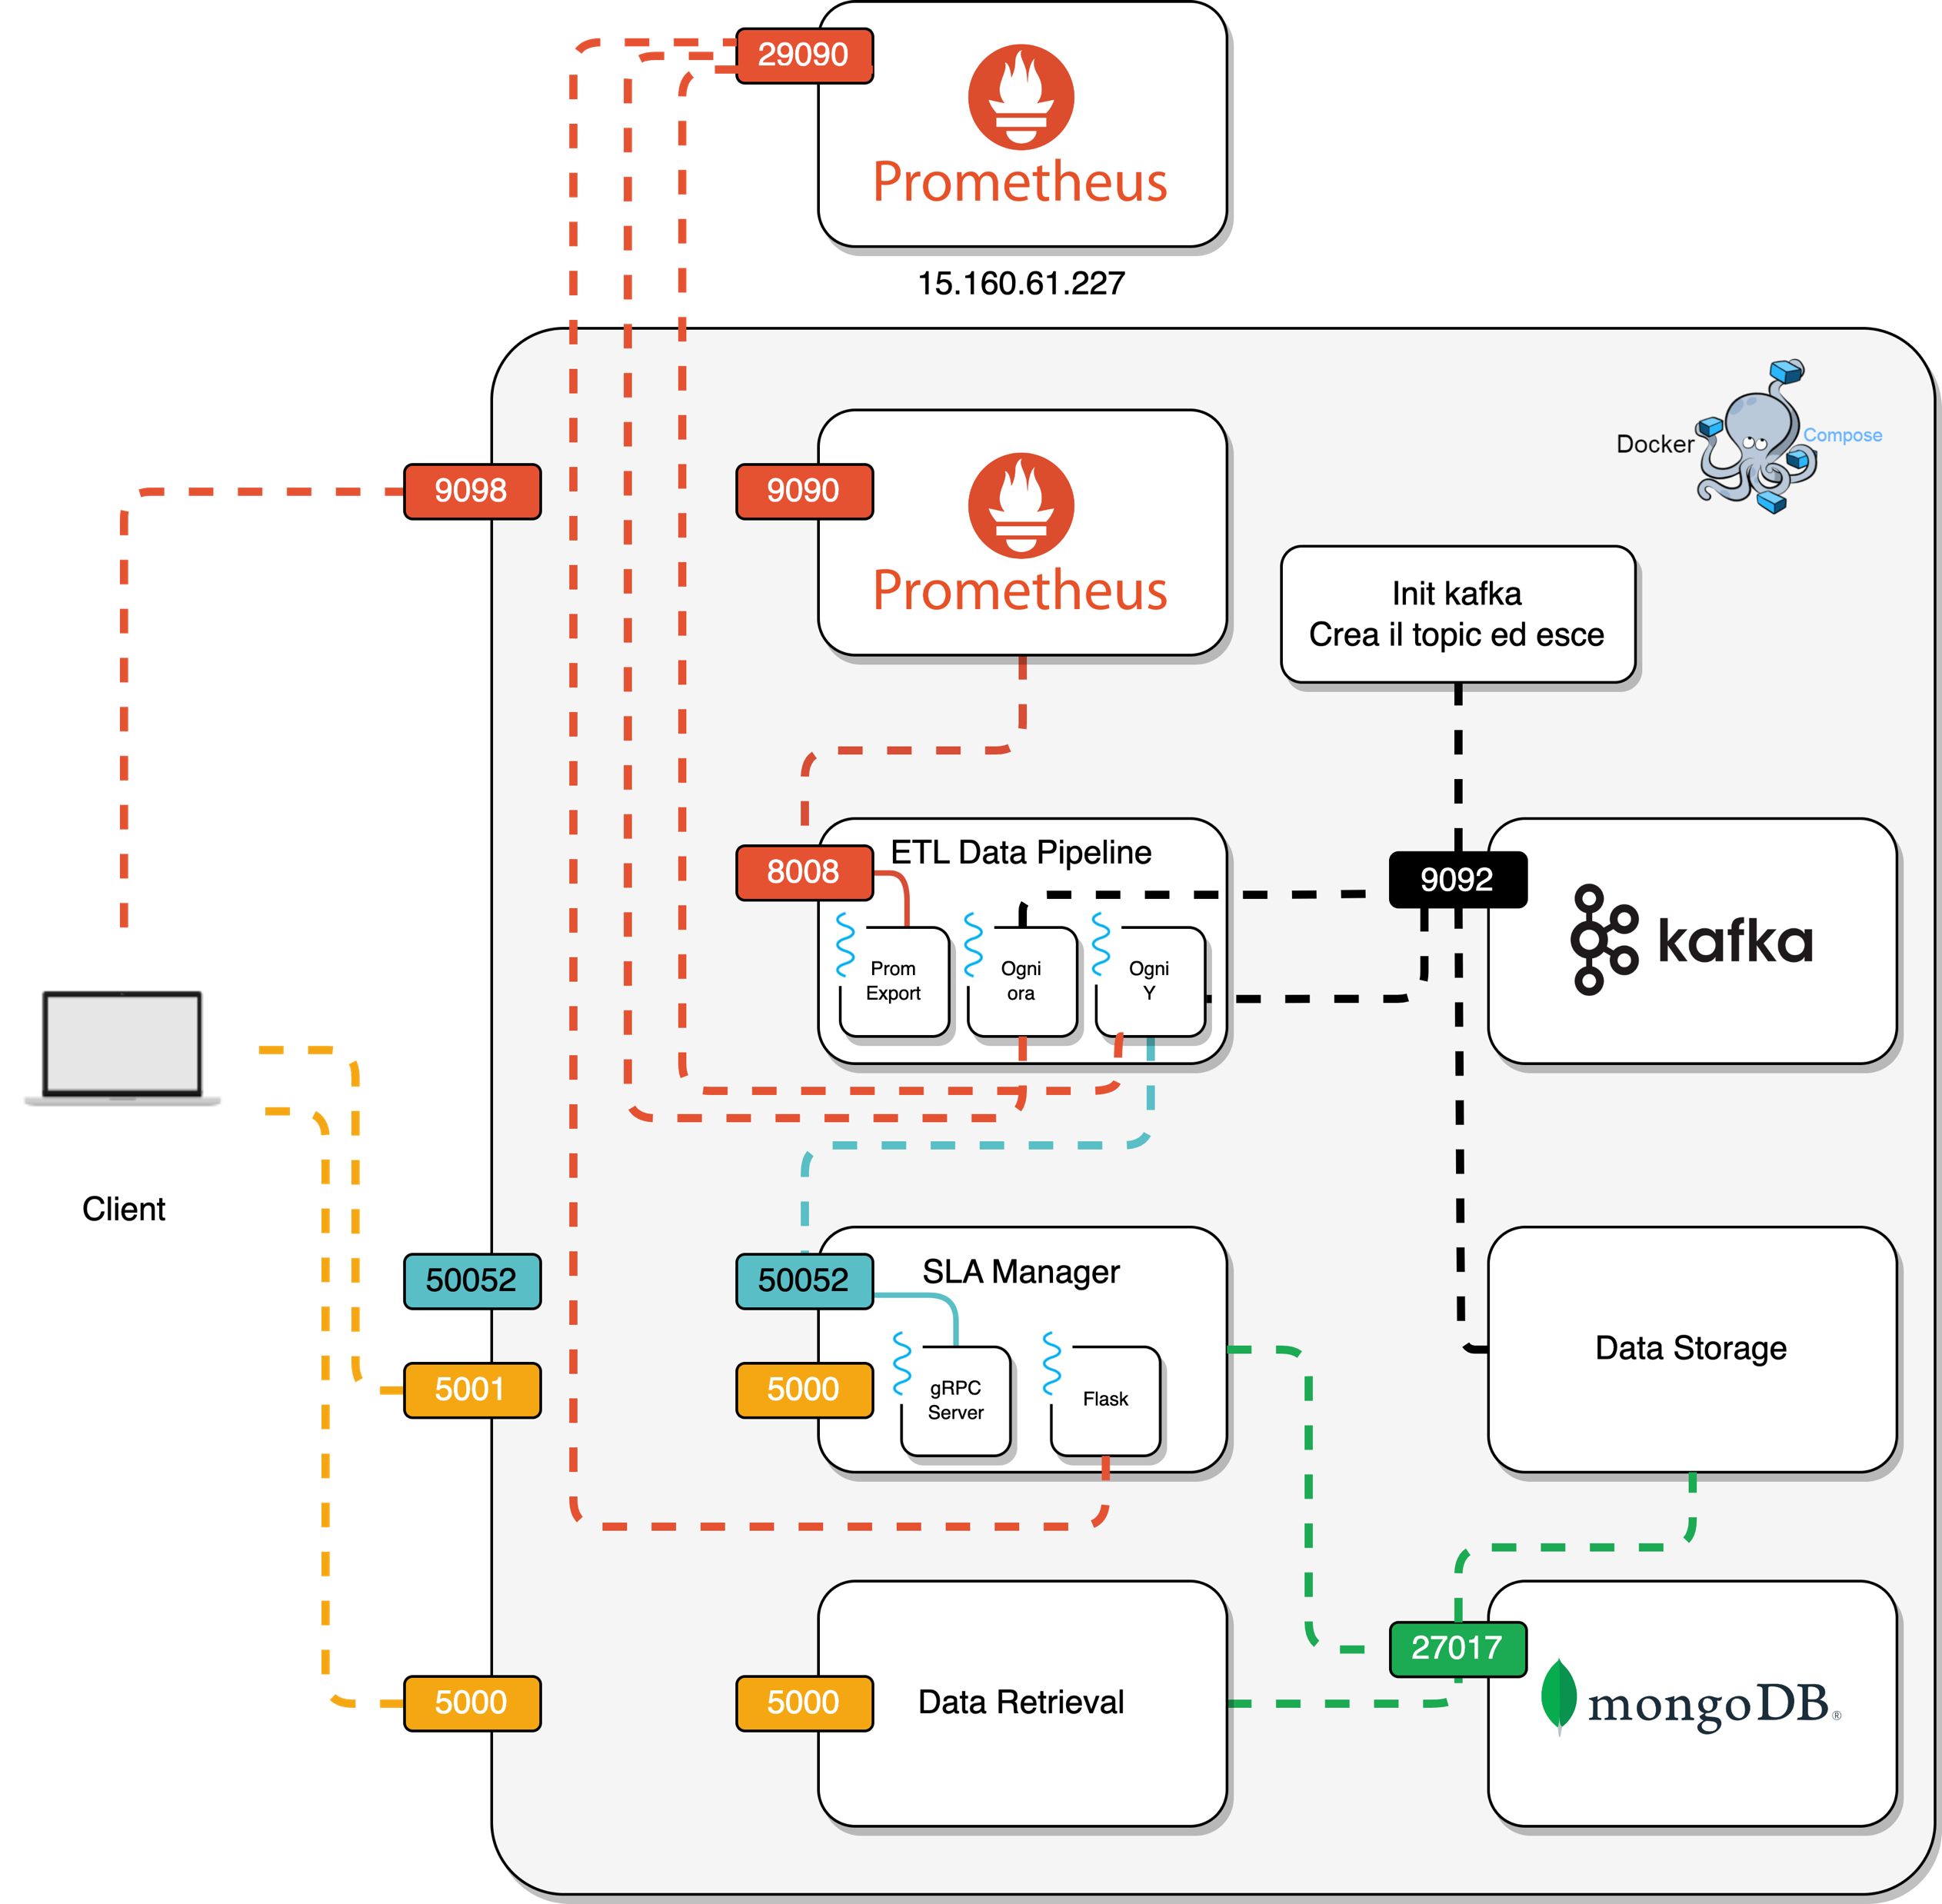 29090
Prometheus
15.160.61.227
Docker
Compose
9098
9090
Prometheus
Init kafka
Crea il topic ed esce
8008
ETL Data Pipeline
Prom
Export
Ogni
ora
Ogni
Y
9092
kafka
Client
50052
50052
SLA Manager
5001
5000
gRPC
Server
Flask
Data Storage
5000
5000
Data Retrieval
27017
mongoDB®